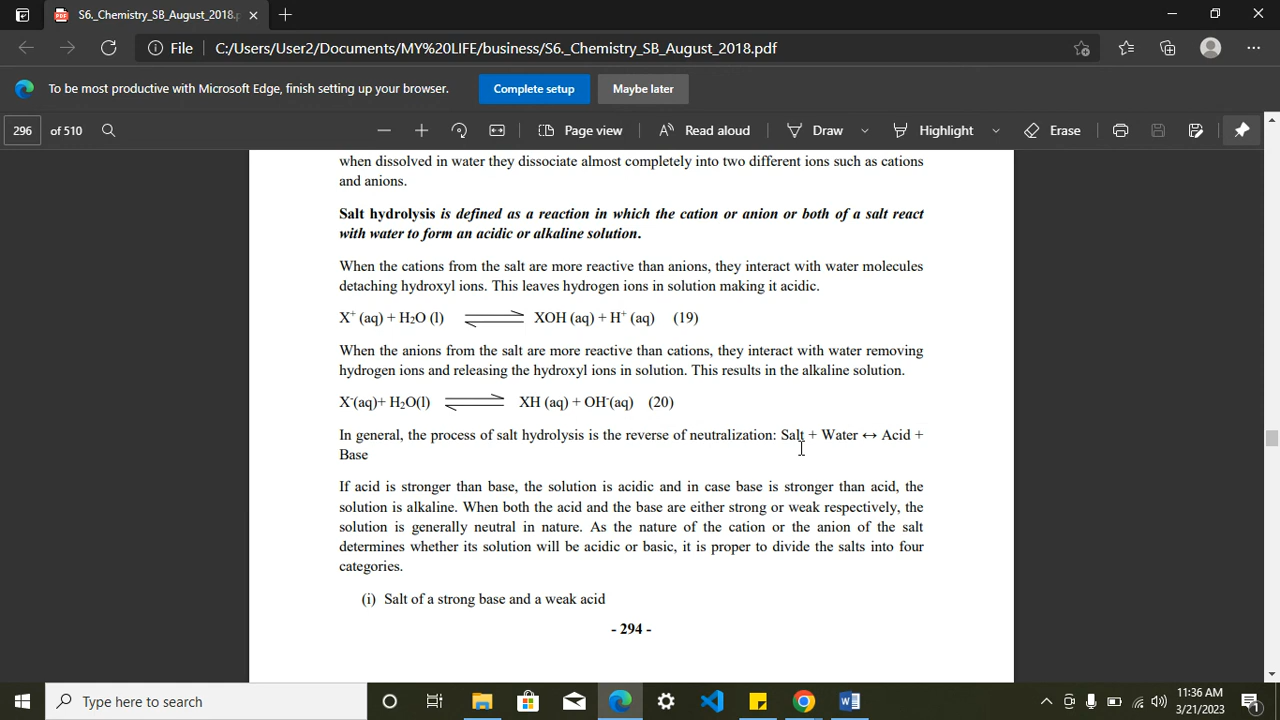 S6._Chemistry_SB_August_2018.
File C:/Users/User2/Documents/MY%20LIFE/business/S6._Chemistry_SB_August_2018.pdf
To be most productive with Microsoft Edge, finish setting up your browser. Complete setup Maybe later
296 of 510 Page view Read aloud Draw Highlight Erase
when dissolved in water they dissociate almost completely into two different ions such as cations
and anions.
Salt hydrolysis is defined as a reaction in which the cation or anion or both of a salt react
with water to form an acidic or alkaline solution.
When the cations from the salt are more reactive than anions, they interact with water molecules
detaching hydroxyl ions. This leaves hydrogen ions in solution making it acidic.
X⁺ (aq) + H₂O (l) ⇌ XOH (aq) + H⁺ (aq) (19)
When the anions from the salt are more reactive than cations, they interact with water removing
hydrogen ions and releasing the hydroxyl ions in solution. This results in the alkaline solution.
X⁻(aq)+ H₂O(l) ⇌ XH (aq) + OH⁻(aq) (20)
In general, the process of salt hydrolysis is the reverse of neutralization: Salt + Water ↔ Acid +
Base
If acid is stronger than base, the solution is acidic and in case base is stronger than acid, the
solution is alkaline. When both the acid and the base are either strong or weak respectively, the
solution is generally neutral in nature. As the nature of the cation or the anion of the salt
determines whether its solution will be acidic or basic, it is proper to divide the salts into four
categories.
(i) Salt of a strong base and a weak acid
- 294 -
Type here to search
11:36 AM
3/21/2023
1